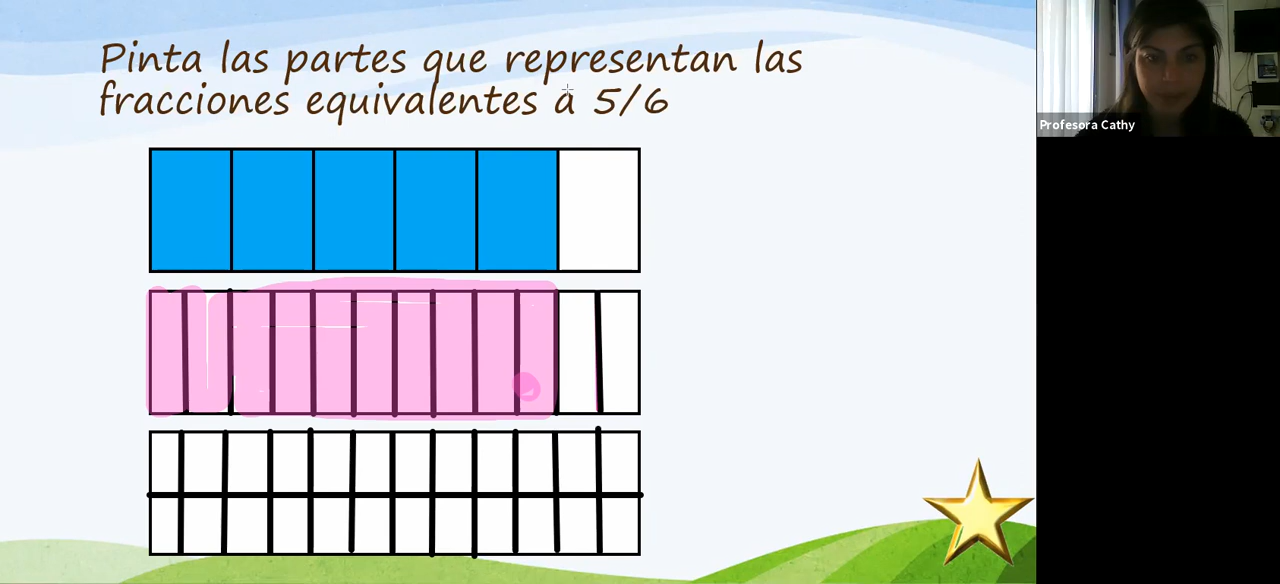 Pinta las partes que representan las
fracciones equivalentes a 5/6
Profesora Cathy